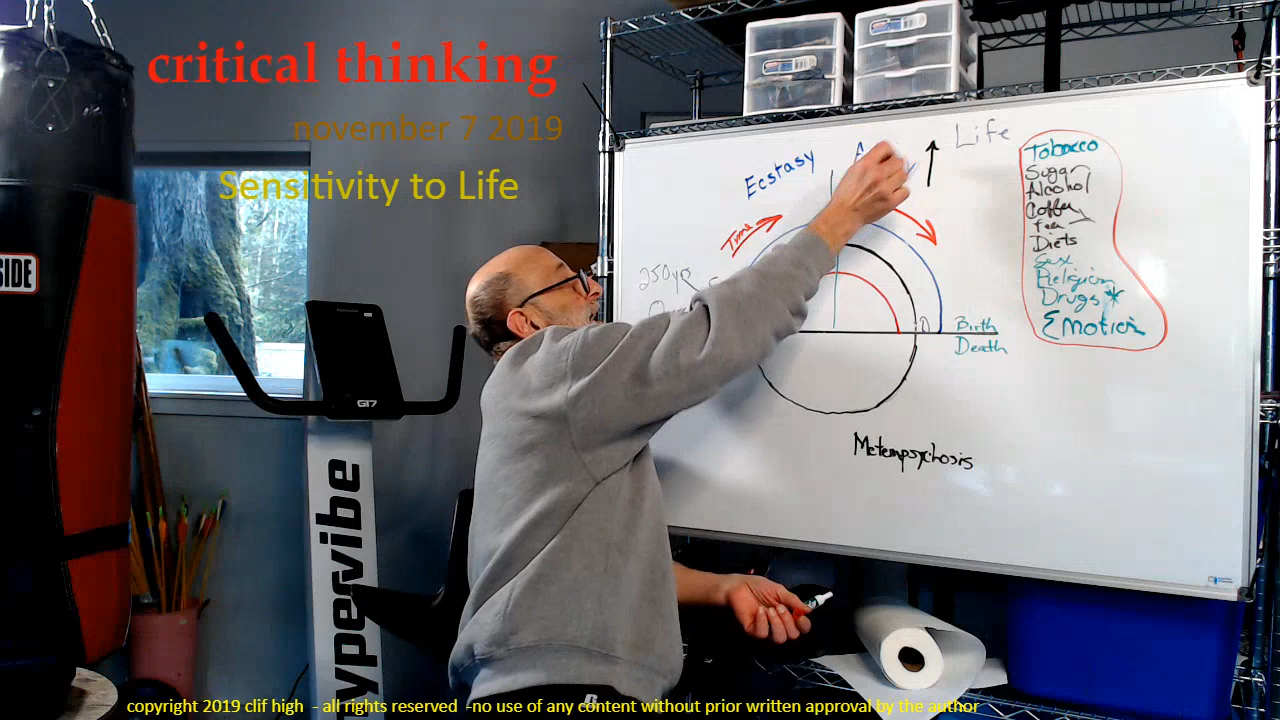 critical thinking
november 7 2019
Sensitivity to Life
SIDE
G17
hypervibe
Ecstasy
Life
Time
250yrs
Birth
Death
Metempsychosis
Tobacco
Sugar
Alcohol
Coffee
Tea
Diets
Sex
Religion
Drugs *
Emotion
copyright 2019 clif high - all rights reserved -no use of any content without prior written approval by the author